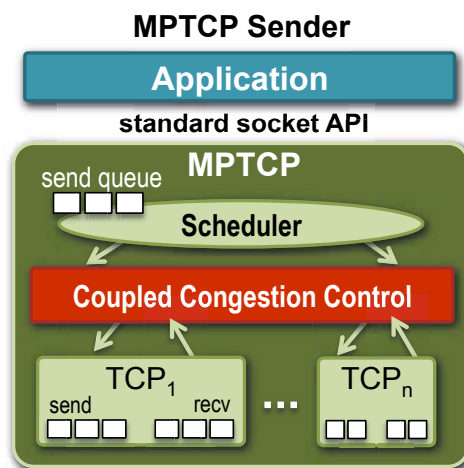 MPTCP Sender
Application
standard socket API
MPTCP
send queue
Scheduler
Coupled Congestion Control
TCP1
send recv
...
TCPn